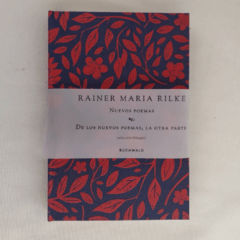 RAINER MARIA RILKE
NUEVOS POEMAS
DE LOS NUEVOS POEMAS, LA OTRA PARTE
BUCHWALD